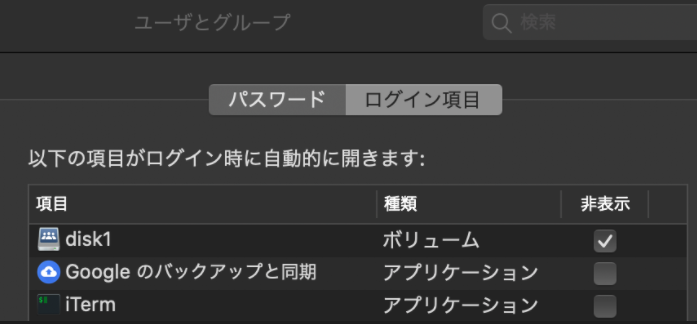 ユーザとグループ
検索
パスワード ログイン項目
以下の項目がログイン時に自動的に開きます:
項目 種類 非表示
disk1 ボリューム
Google のバックアップと同期 アプリケーション
iTerm アプリケーション